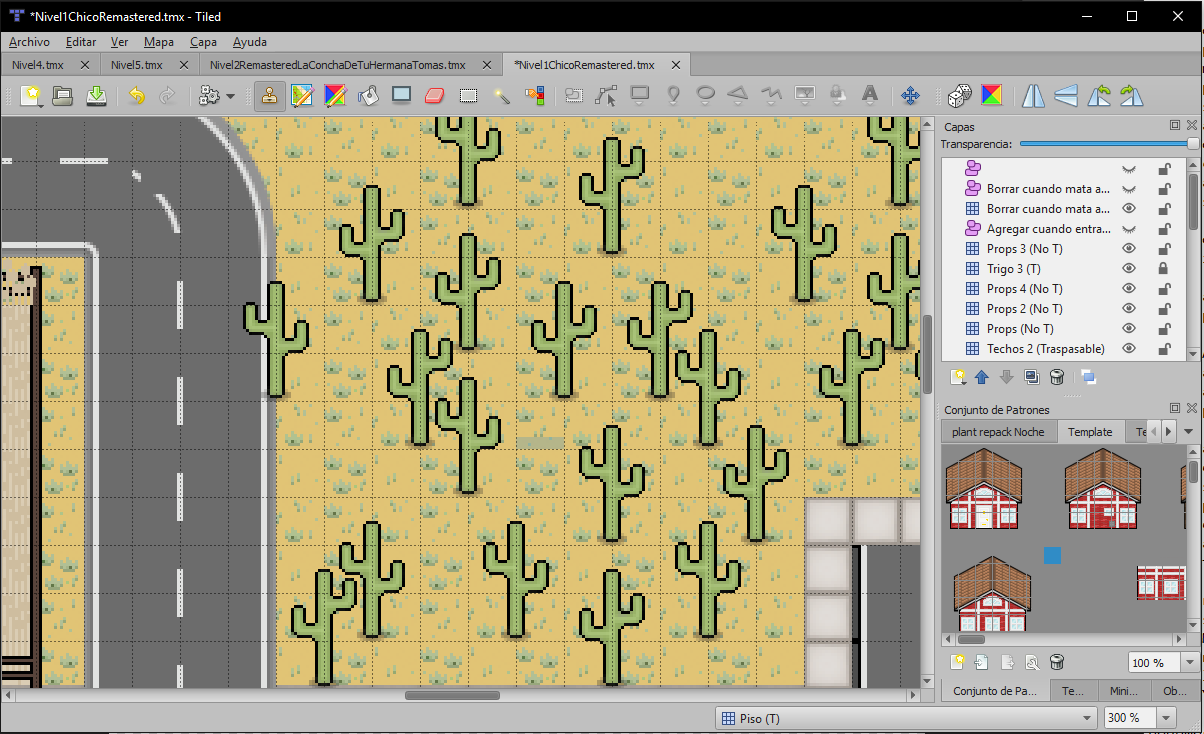 *Nivel1ChicoRemastered.tmx - Tiled
Archivo Editar Ver Mapa Capa Ayuda
Nivel4.tmx Nivel5.tmx Nivel2RemasteredLaConchaDeTuHermanaTomas.tmx *Nivel1ChicoRemastered.tmx
Capas
Transparencia:
Borrar cuando mata a...
Borrar cuando mata a...
Agregar cuando entra...
Props 3 (No T)
Trigo 3 (T)
Props 4 (No T)
Props 2 (No T)
Props (No T)
Techos 2 (Traspasable)
Conjunto de Patrones
plant repack Noche Template Te
100 %
Conjunto de Pa... Te... Mini... Ob...
Piso (T) 300 %